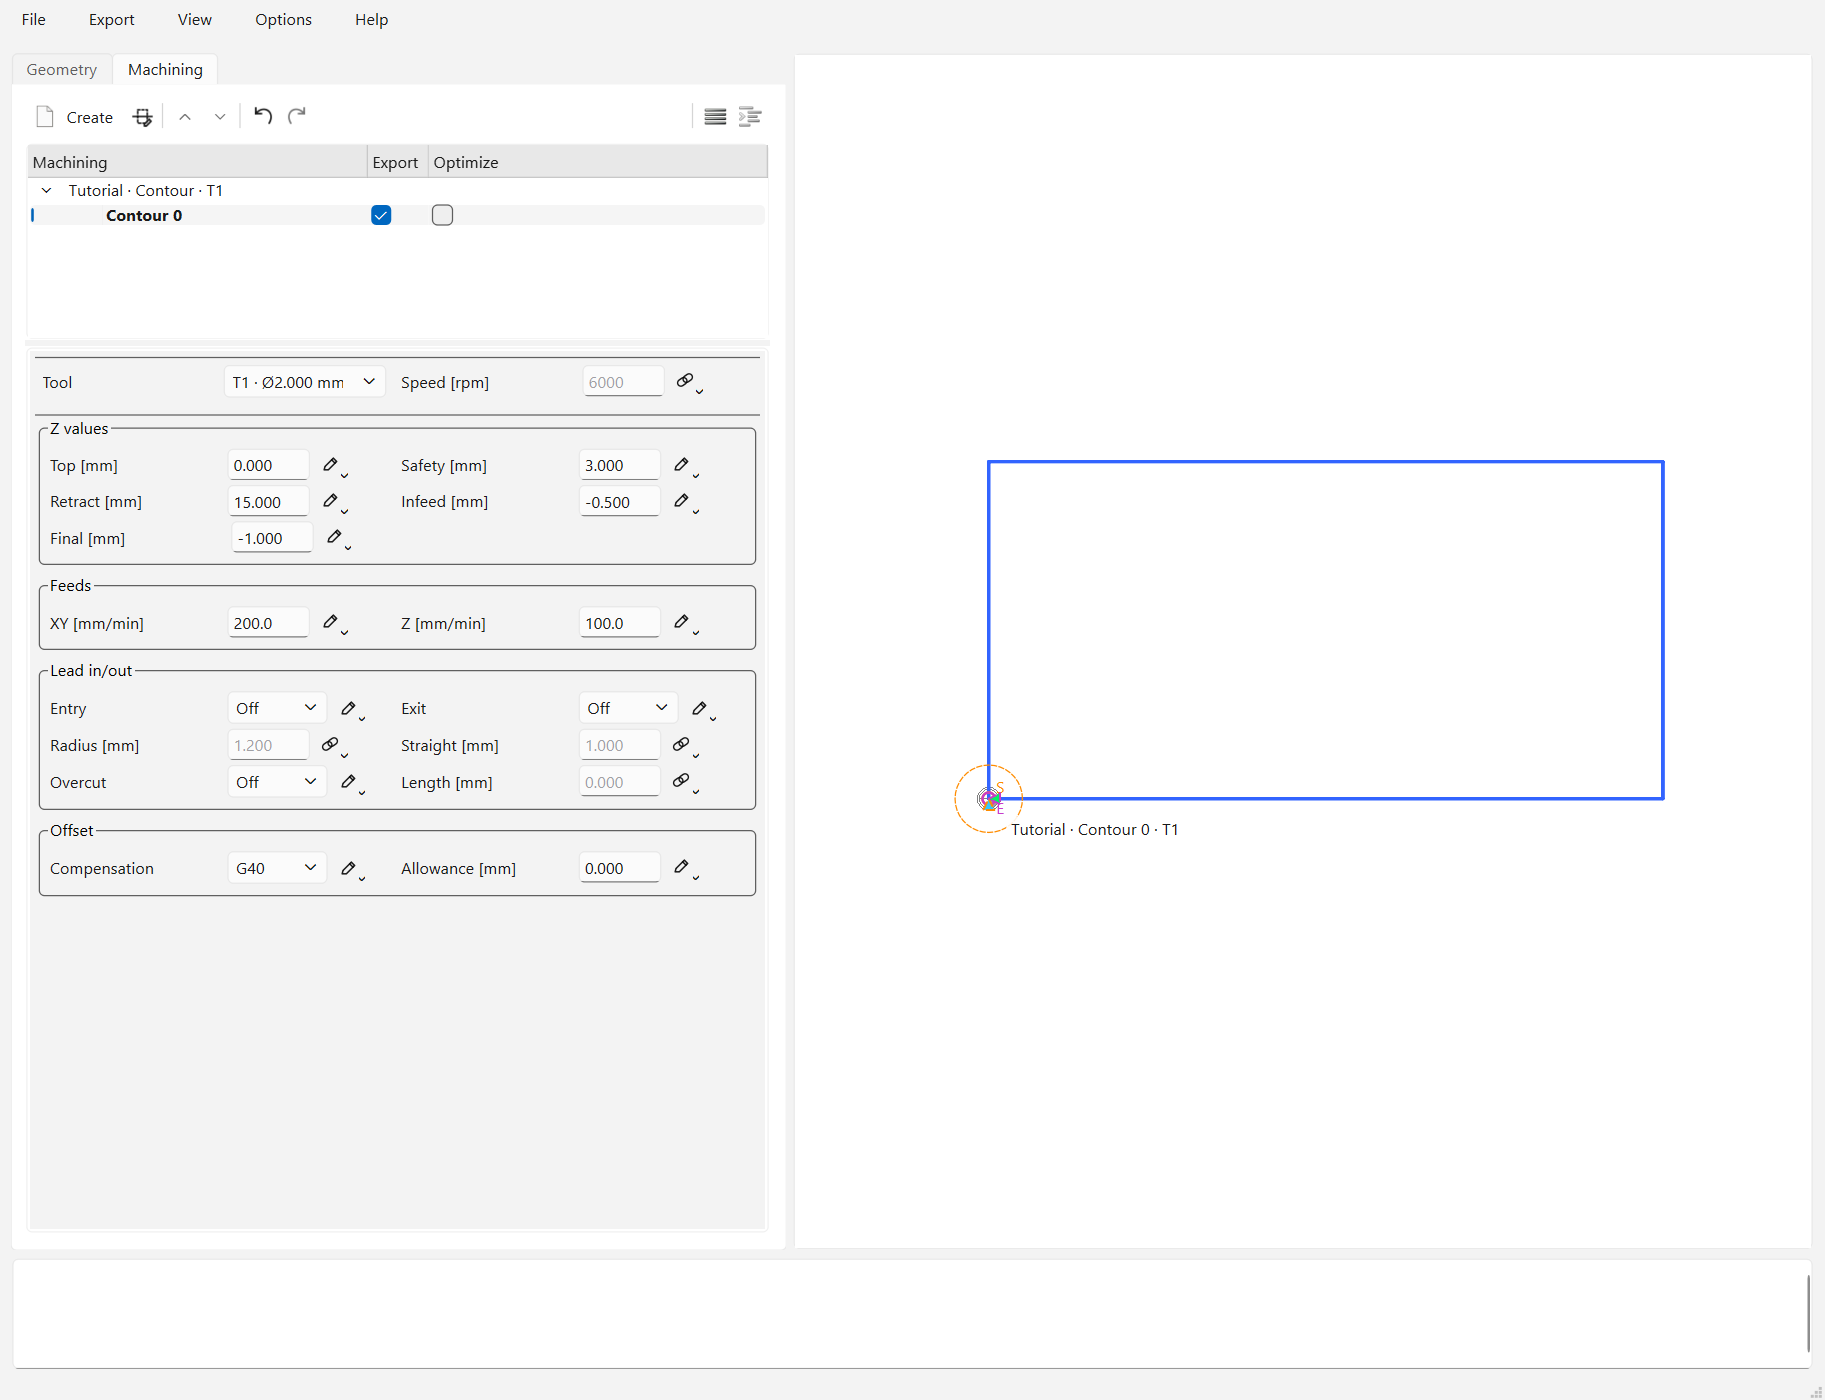 File Export View Options Help
Geometry Machining
Create
Machining Export Optimize
Tutorial · Contour · T1
Contour 0
Tool T1 · Ø2.000 mm Speed [rpm] 6000
Z values
Top [mm] 0.000 Safety [mm] 3.000
Retract [mm] 15.000 Infeed [mm] -0.500
Final [mm] -1.000
Feeds
XY [mm/min] 200.0 Z [mm/min] 100.0
Lead in/out
Entry Off Exit Off
Radius [mm] 1.200 Straight [mm] 1.000
Overcut Off Length [mm] 0.000
Offset
Compensation G40 Allowance [mm] 0.000
S
E
Tutorial · Contour 0 · T1